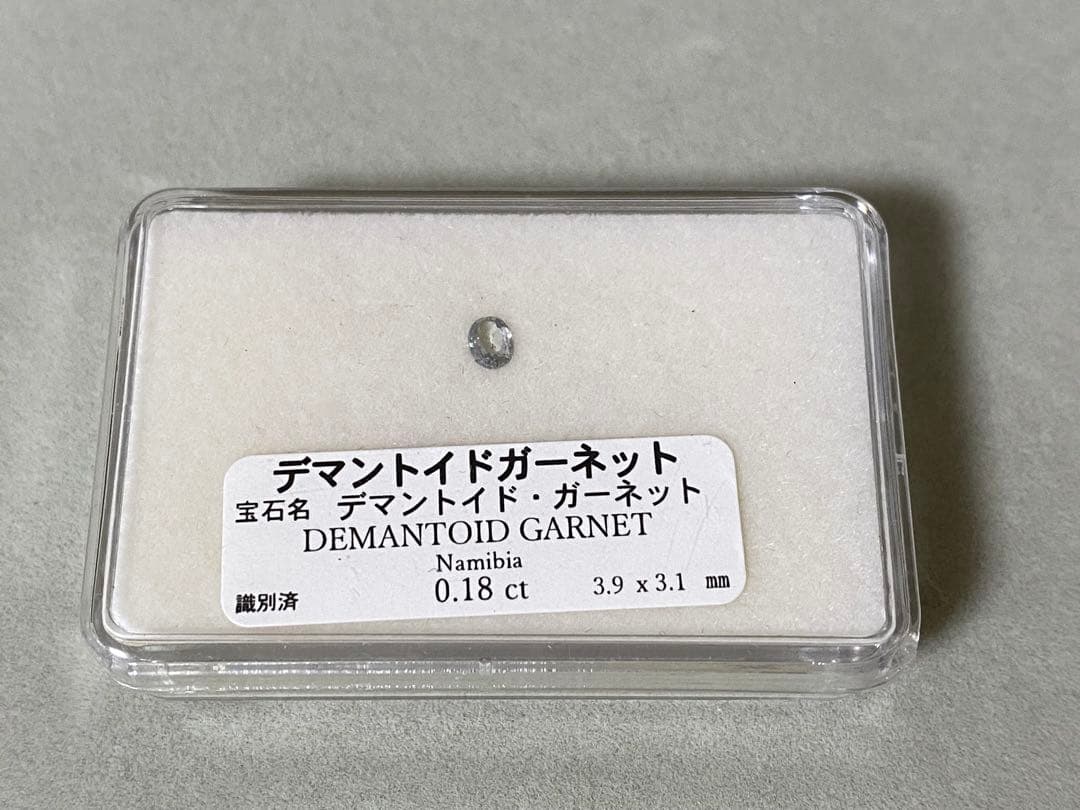 デマントイドガーネット
宝石名 デマントイド・ガーネット
DEMANTOID GARNET
Namibia
識別済 0.18 ct 3.9 x 3.1 mm